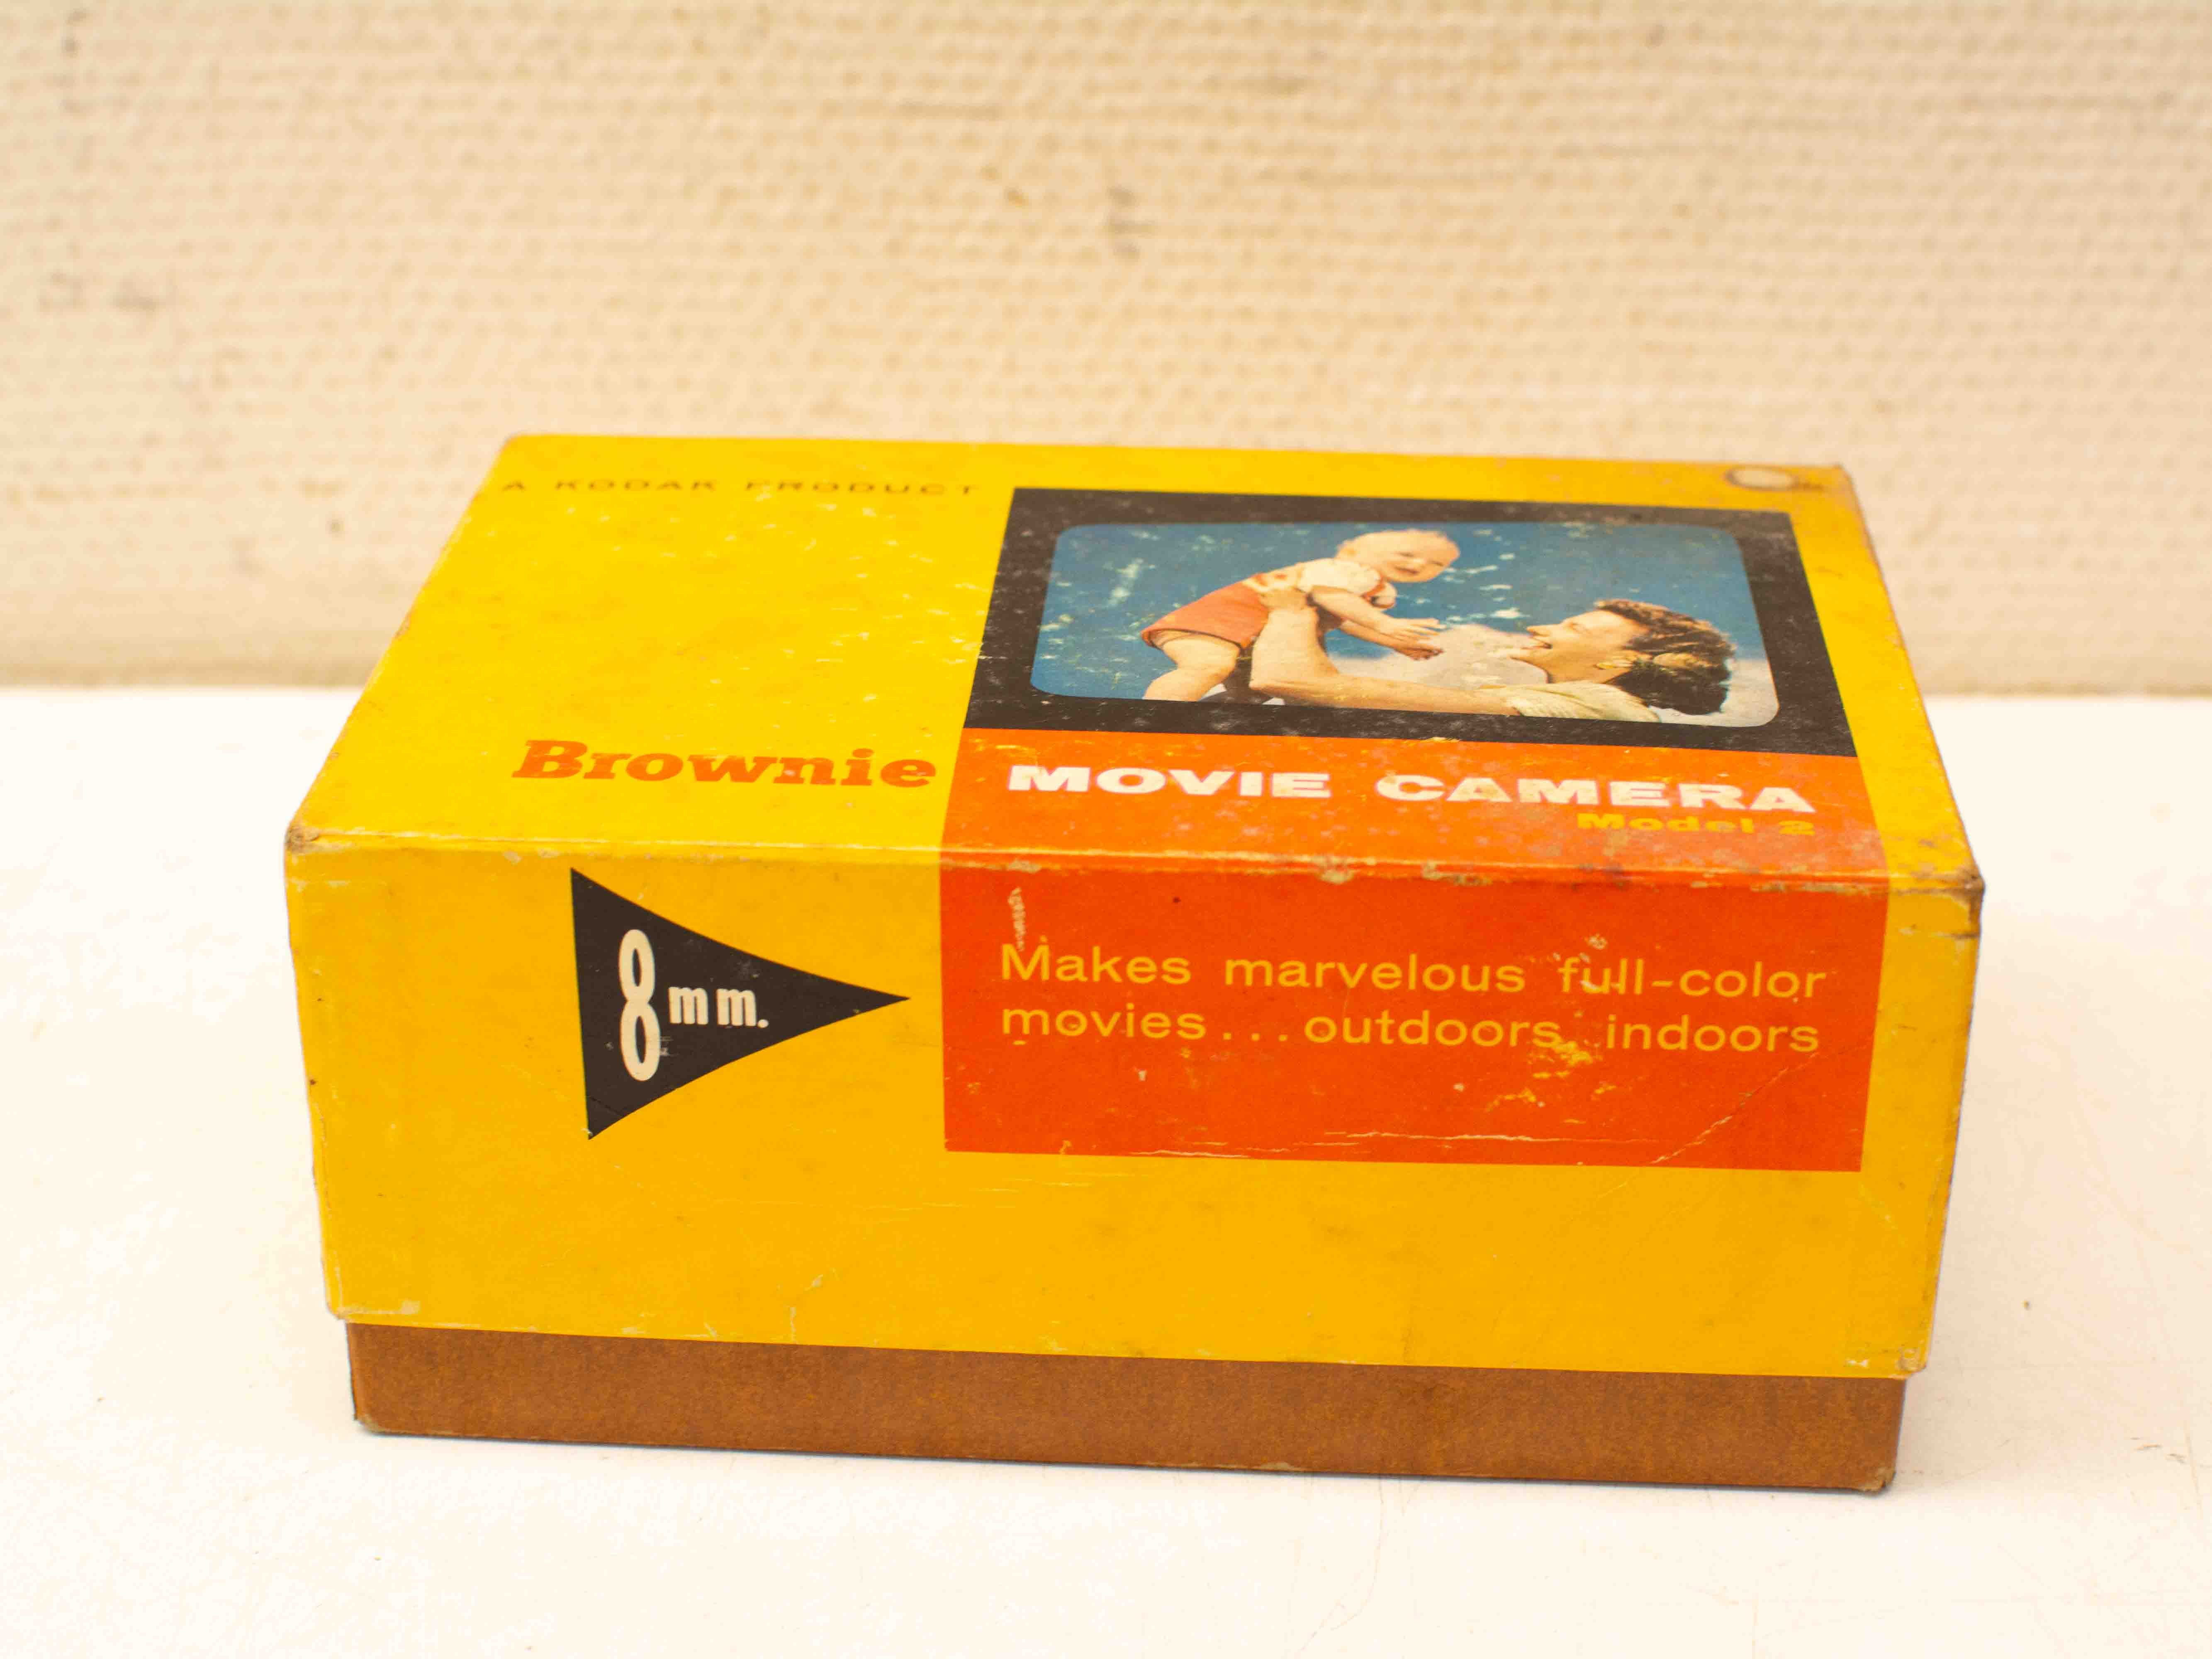 A KODAK PRODUCT
Brownie MOVIE CAMERA
Model 2
8mm.
Makes marvelous full-color
movies...outdoors, indoors